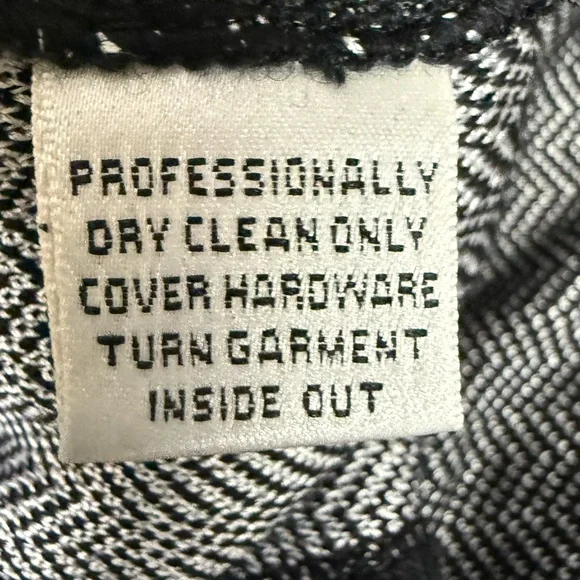 PROFESSIONALLY
DRY CLEAN ONLY
COVER HARDWARE
TURN GARMENT
INSIDE OUT